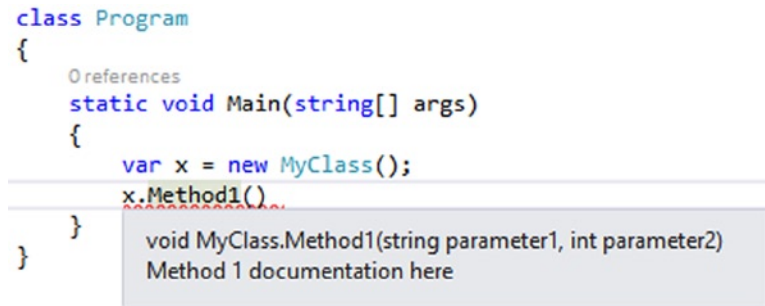 class Program
{
0 references
static void Main(string[] args)
{
var x = new MyClass();
x.Method1()
}
void MyClass.Method1(string parameter1, int parameter2)
}
Method 1 documentation here